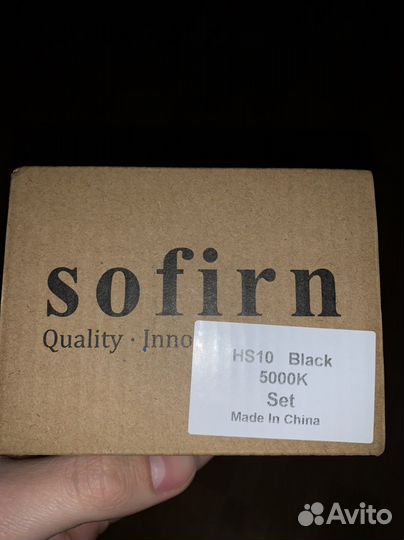 sofirn
Quality · Inno
HS10 Black
5000K
Set
Made In China
Avito